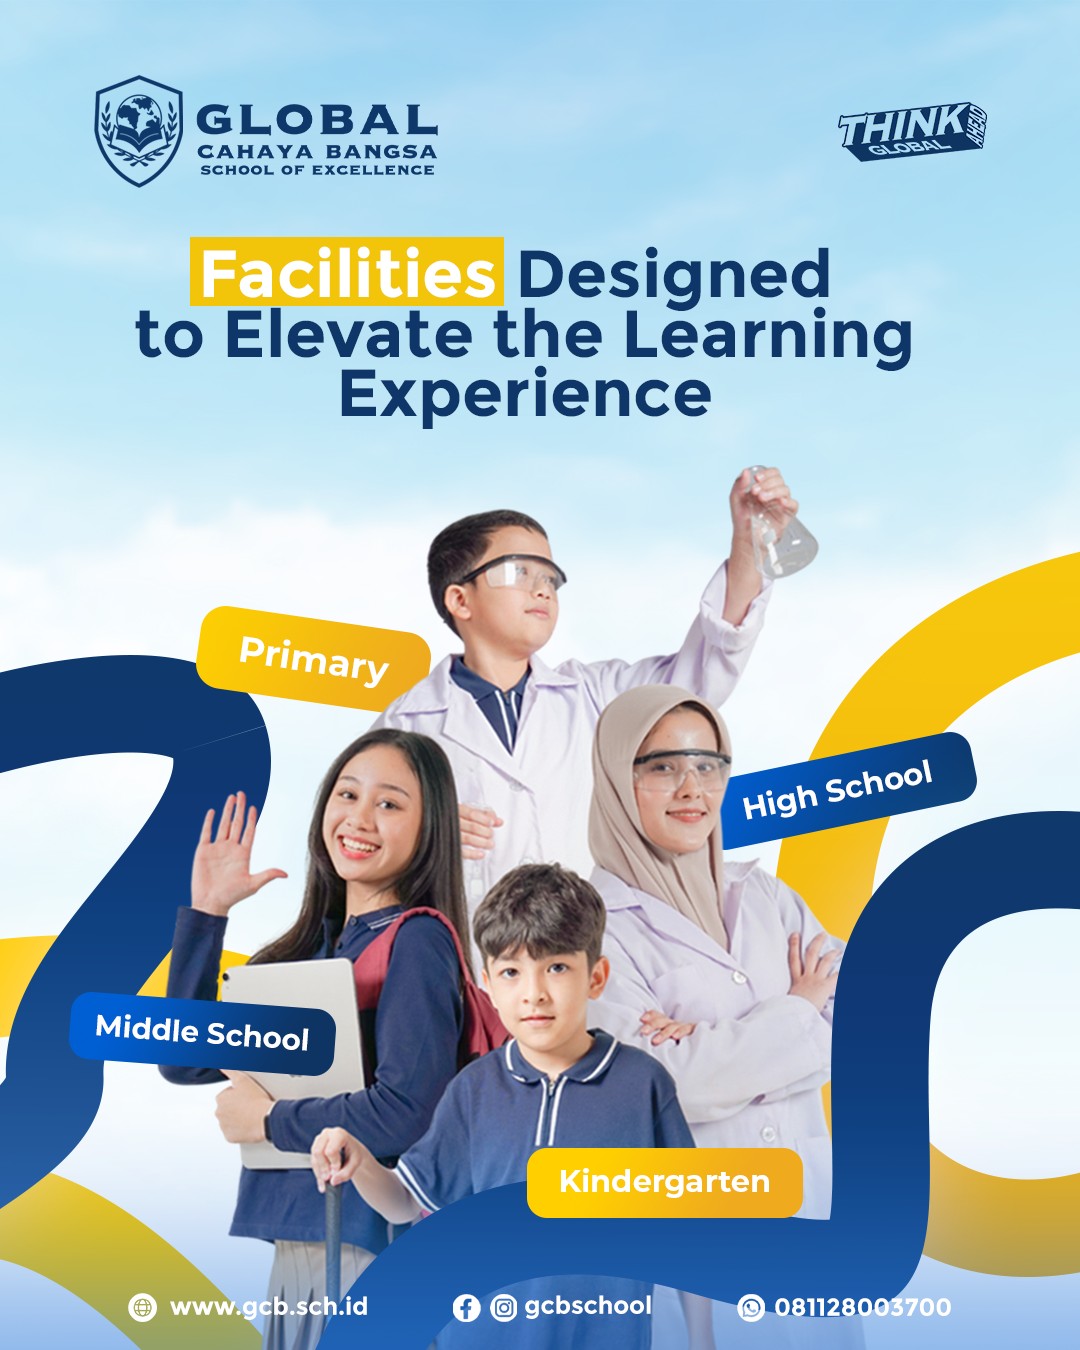 GLOBAL
CAHAYA BANGSA
SCHOOL OF EXCELLENCE
THINK
GLOBAL
AHEAD
Facilities Designed
to Elevate the Learning
Experience
Primary
High School
Middle School
Kindergarten
www.gcb.sch.id
gcbschool
081128003700